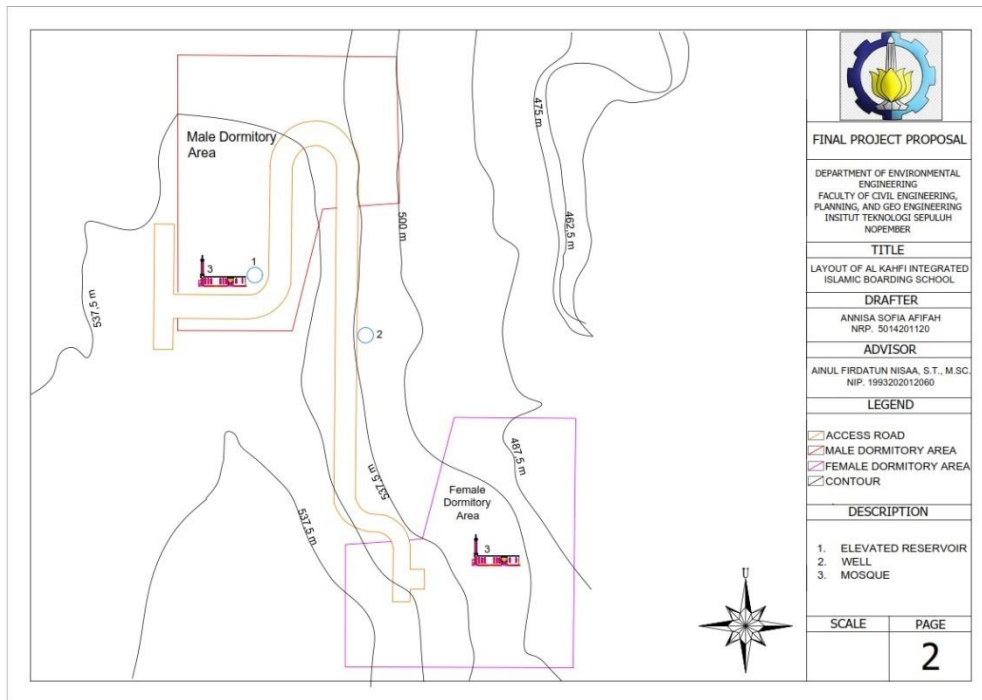 Male Dormitory
Area
3
1
2
537.5 m
537.5 m
537.5 m
500 m
475 m
462.5 m
487.5 m
Female
Dormitory
Area
3
U
FINAL PROJECT PROPOSAL
DEPARTMENT OF ENVIRONMENTAL
ENGINEERING
FACULTY OF CIVIL ENGINEERING,
PLANNING, AND GEO ENGINEERING
INSITUT TEKNOLOGI SEPULUH
NOPEMBER
TITLE
LAYOUT OF AL KAHFI INTEGRATED
ISLAMIC BOARDING SCHOOL
DRAFTER
ANNISA SOFIA AFIFAH
NRP. 5014201120
ADVISOR
AINUL FIRDATUN NISAA, S.T., M.SC.
NIP. 1993202012060
LEGEND
ACCESS ROAD
MALE DORMITORY AREA
FEMALE DORMITORY AREA
CONTOUR
DESCRIPTION
1. ELEVATED RESERVOIR
2. WELL
3. MOSQUE
SCALE
PAGE
2